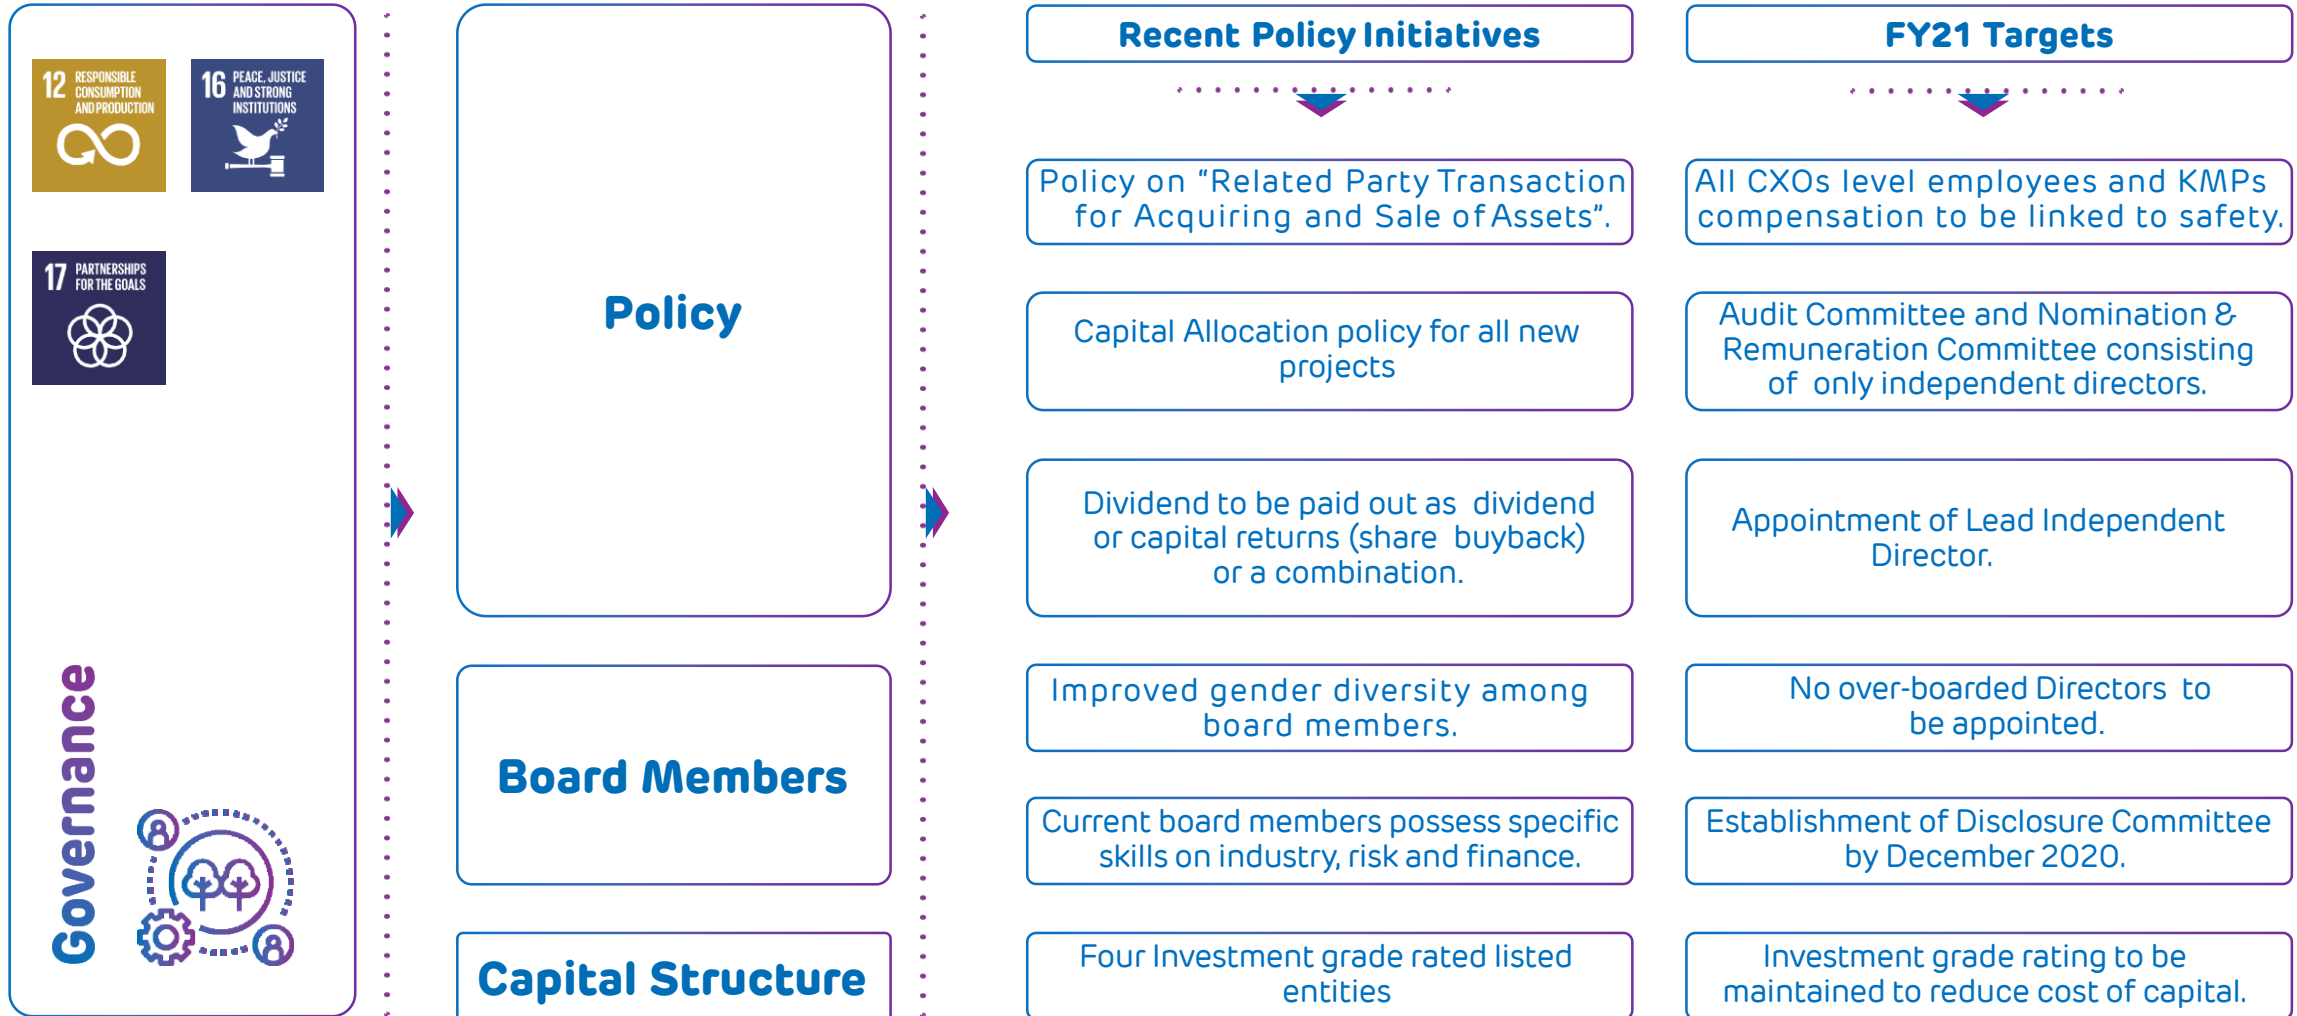 12 RESPONSIBLE
CONSUMPTION
AND PRODUCTION
16 PEACE, JUSTICE
AND STRONG
INSTITUTIONS
17 PARTNERSHIPS
FOR THE GOALS
Governance
Policy
Board Members
Capital Structure
Recent Policy Initiatives
Policy on "Related Party Transaction
for Acquiring and Sale of Assets".
Capital Allocation policy for all new
projects
Dividend to be paid out as dividend
or capital returns (share buyback)
or a combination.
Improved gender diversity among
board members.
Current board members possess specific
skills on industry, risk and finance.
Four Investment grade rated listed
entities
FY21 Targets
All CXOs level employees and KMPs
compensation to be linked to safety.
Audit Committee and Nomination &
Remuneration Committee consisting
of only independent directors.
Appointment of Lead Independent
Director.
No over-boarded Directors to
be appointed.
Establishment of Disclosure Committee
by December 2020.
Investment grade rating to be
maintained to reduce cost of capital.